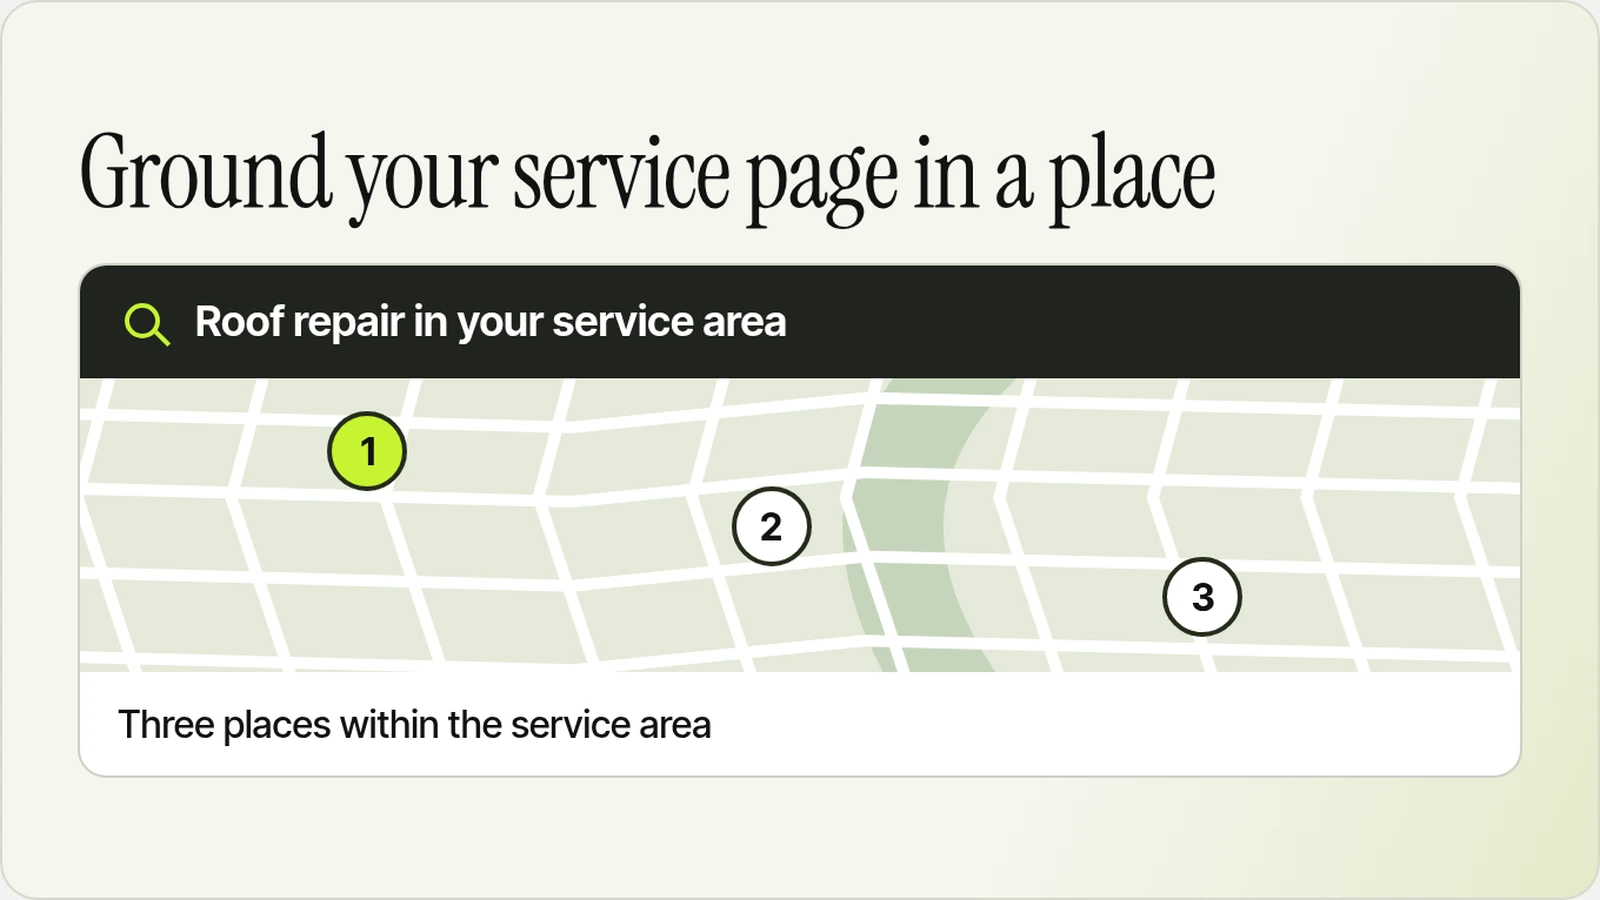 Ground your service page in a place
Roof repair in your service area
1
2
3
Three places within the service area